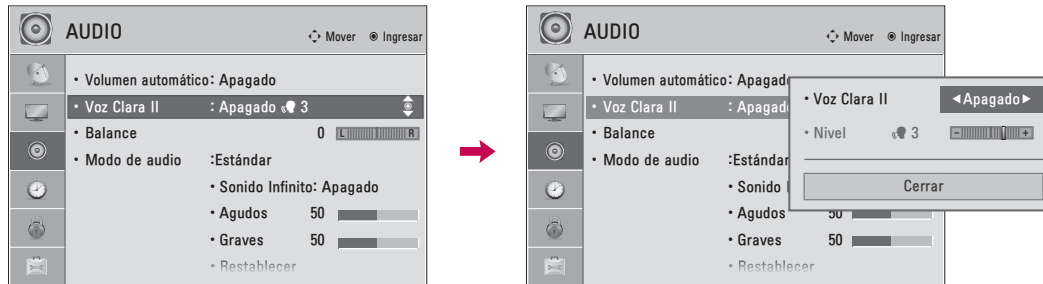 AUDIO
Mover Ingresar
• Volumen automático: Apagado
• Voz Clara II : Apagado 3
• Balance 0 L R
• Modo de audio :Estándar
• Sonido Infinito: Apagado
• Agudos 50
• Graves 50
• Restablecer
AUDIO
Mover Ingresar
• Volumen automático: Apagado
• Voz Clara II : Apagad
• Balance
• Modo de audio :Estándar
• Sonido I
• Agudos 50
• Graves 50
• Restablecer
• Voz Clara II ◄Apagado►
• Nivel 3 - +
Cerrar